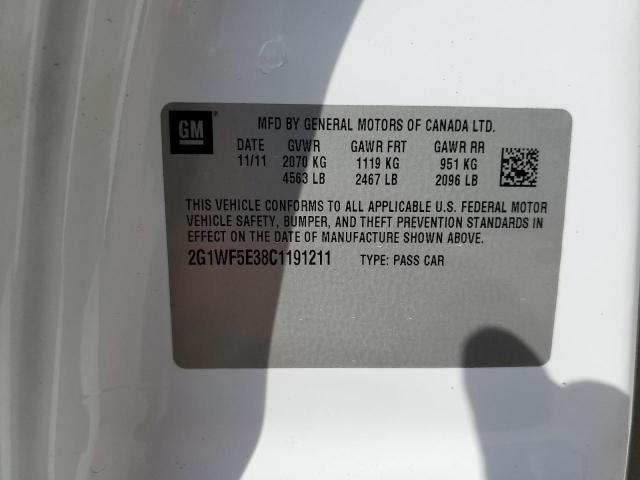 GM
MFD BY GENERAL MOTORS OF CANADA LTD.
DATE GVWR GAWR FRT GAWR RR
11/11 2070 KG 1119 KG 951 KG
4563 LB 2467 LB 2096 LB
THIS VEHICLE CONFORMS TO ALL APPLICABLE U.S. FEDERAL MOTOR
VEHICLE SAFETY, BUMPER, AND THEFT PREVENTION STANDARDS IN
EFFECT ON THE DATE OF MANUFACTURE SHOWN ABOVE.
2G1WF5E38C1191211 TYPE: PASS CAR